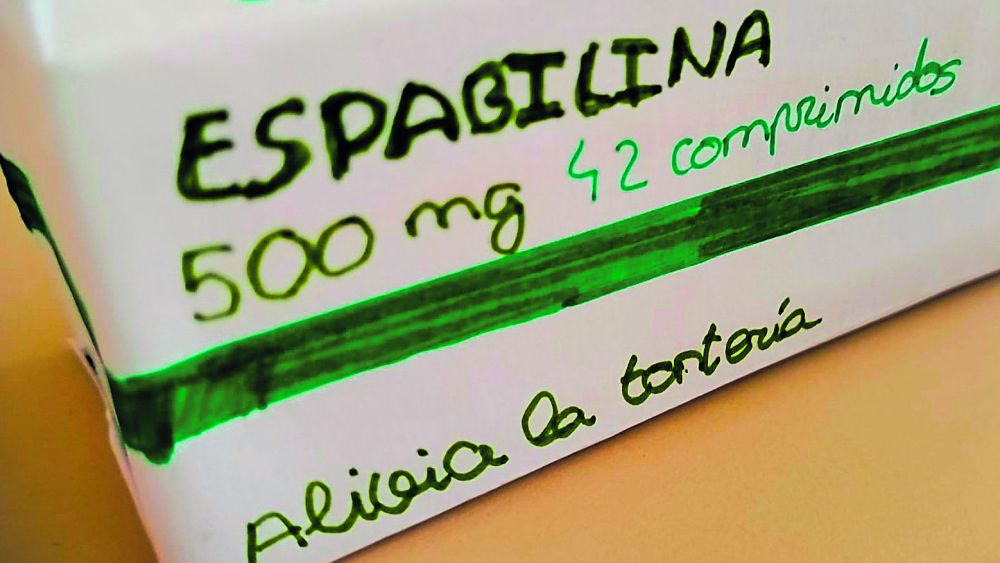 ESPABILINA
500 mg 42 comprimidos
Alivia la tontería